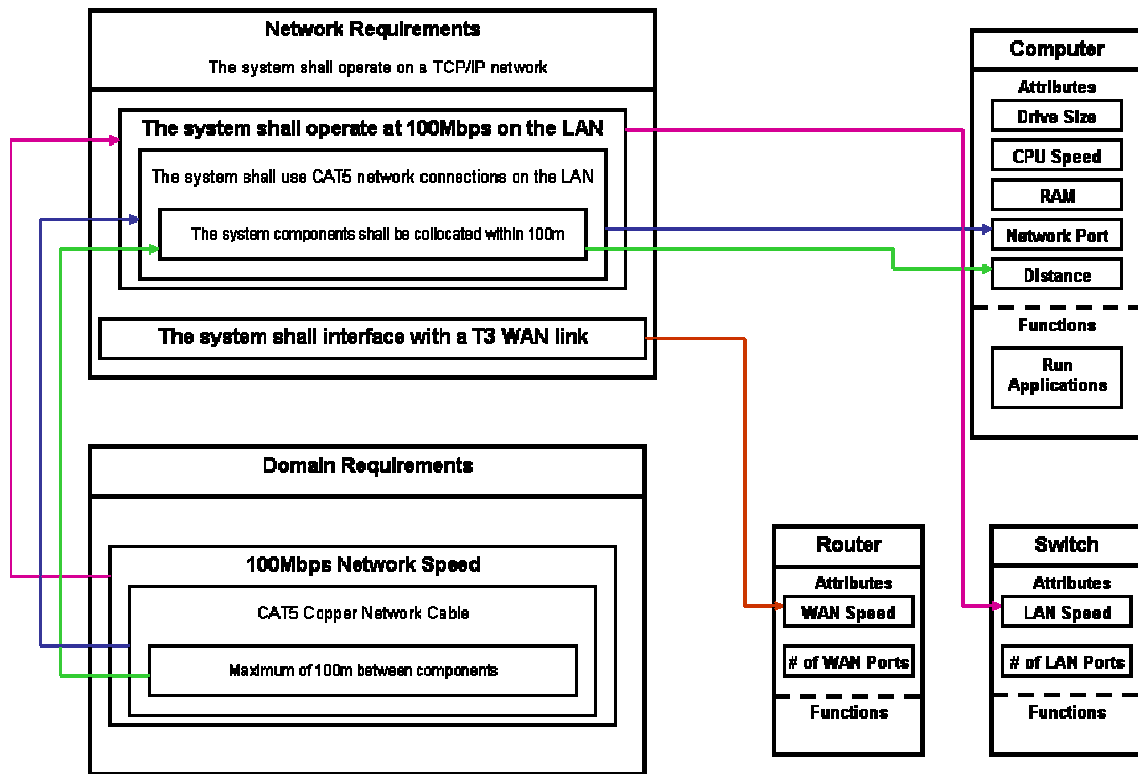 Network Requirements
The system shall operate on a TCP/IP network
The system shall operate at 100Mbps on the LAN
The system shall use CAT5 network connections on the LAN
The system components shall be collocated within 100m
The system shall interface with a T3 WAN link
Computer
Attributes
Drive Size
CPU Speed
RAM
Network Port
Distance
Functions
Run
Applications
Domain Requirements
100Mbps Network Speed
CAT5 Copper Network Cable
Maximum of 100m between components
Router
Attributes
WAN Speed
# of WAN Ports
Functions
Switch
Attributes
LAN Speed
# of LAN Ports
Functions